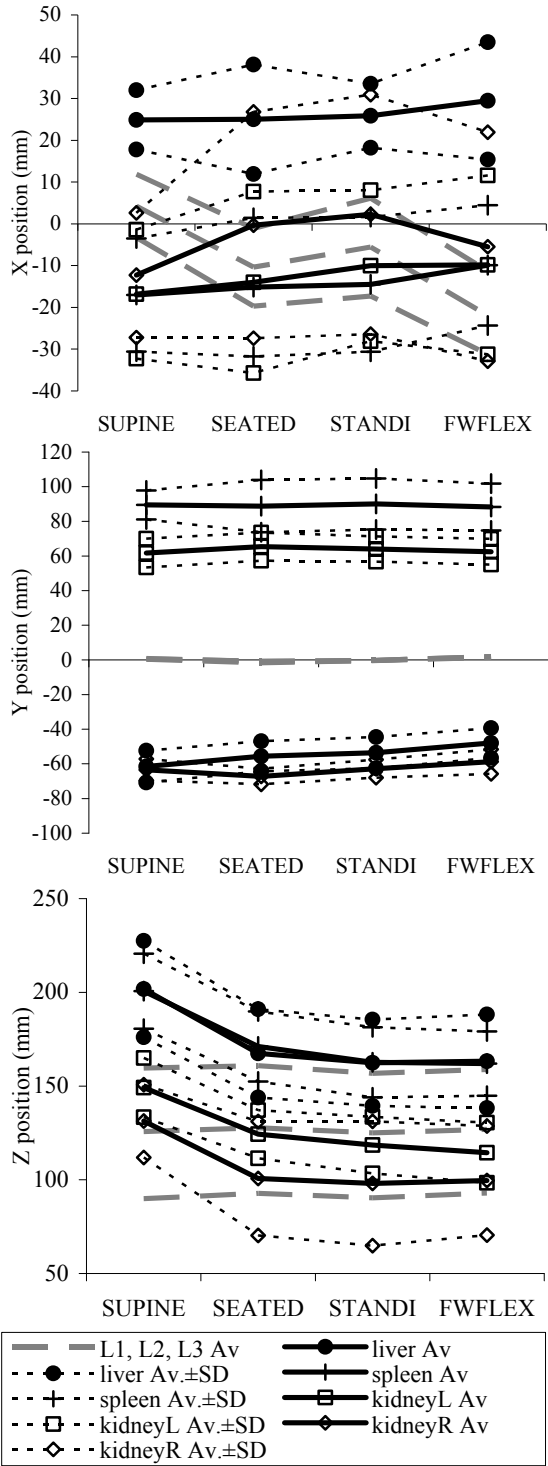 50
40
30
20
10
0
-10
-20
-30
-40
X position (mm)
SUPINE SEATED STANDI FWFLEX
120
100
80
60
40
20
0
-20
-40
-60
-80
-100
Y position (mm)
SUPINE SEATED STANDI FWFLEX
250
200
150
100
50
Z position (mm)
SUPINE SEATED STANDI FWFLEX
L1, L2, L3 Av
liver Av
liver Av.±SD
spleen Av
spleen Av.±SD
kidneyL Av
kidneyL Av.±SD
kidneyR Av
kidneyR Av.±SD